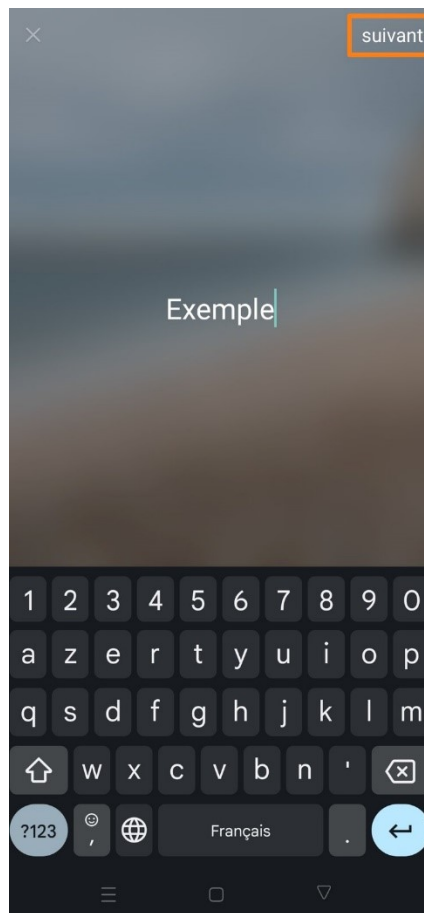 suivant
Exemple
1 2 3 4 5 6 7 8 9 0
a z e r t y u i o p
q s d f g h j k l m
w x c v b n '
?123 , Français .